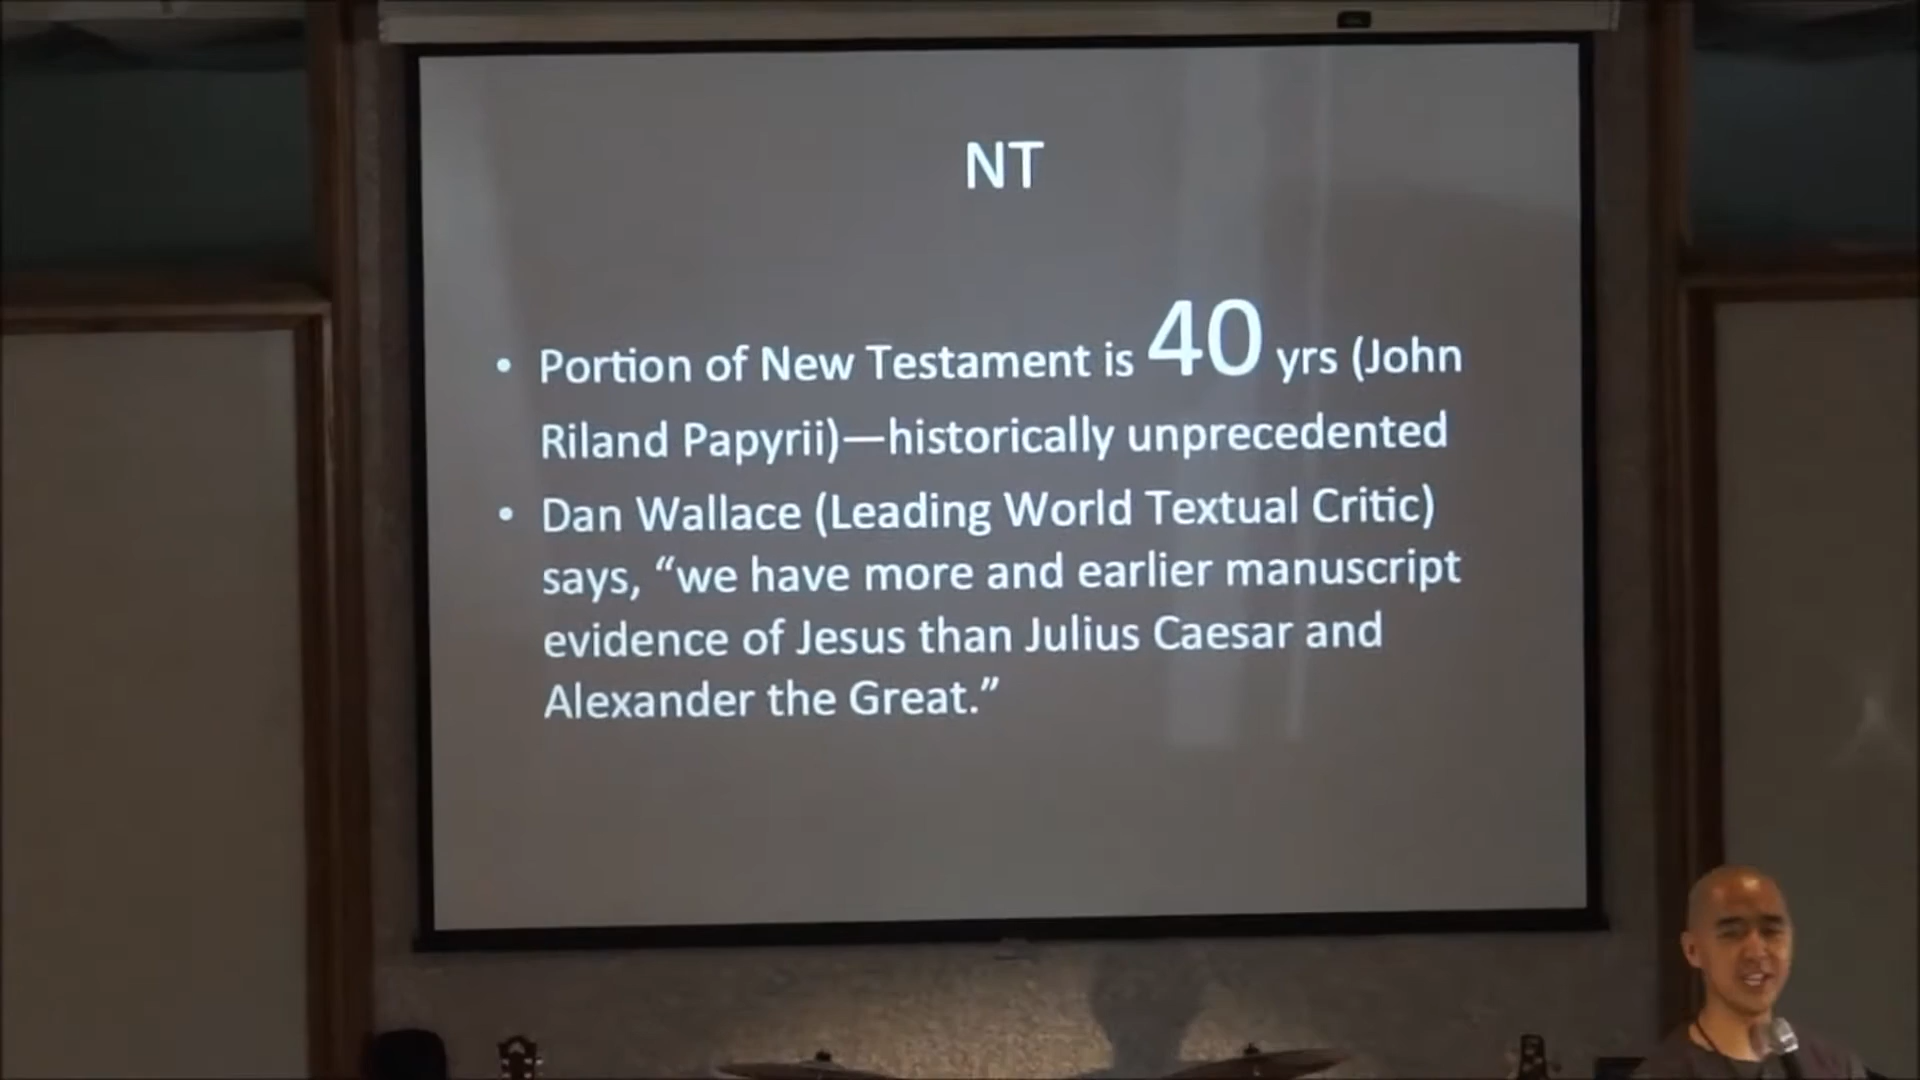 NT
• Portion of New Testament is 40 yrs (John
Riland Papyrii)—historically unprecedented
• Dan Wallace (Leading World Textual Critic)
says, “we have more and earlier manuscript
evidence of Jesus than Julius Caesar and
Alexander the Great.”